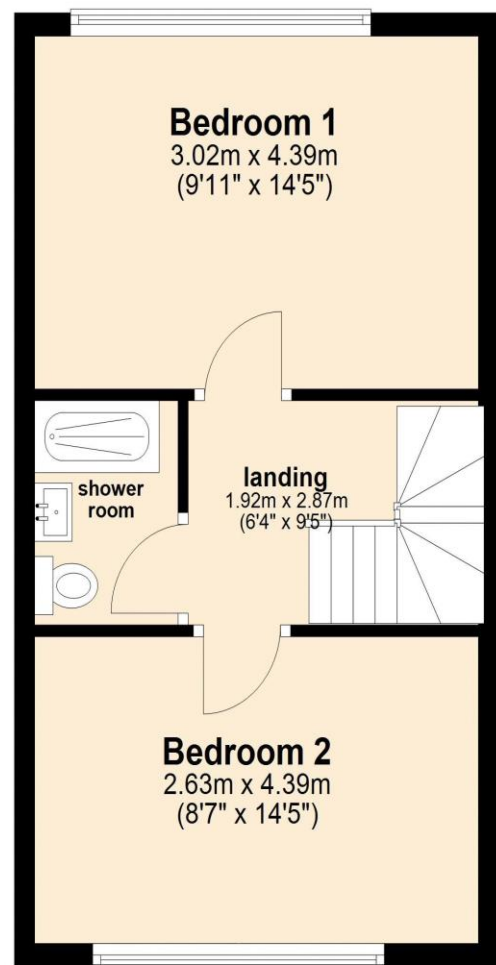 Bedroom 1
3.02m x 4.39m
(9'11" x 14'5")
shower
room
landing
1.92m x 2.87m
(6'4" x 9'5")
Bedroom 2
2.63m x 4.39m
(8'7" x 14'5")